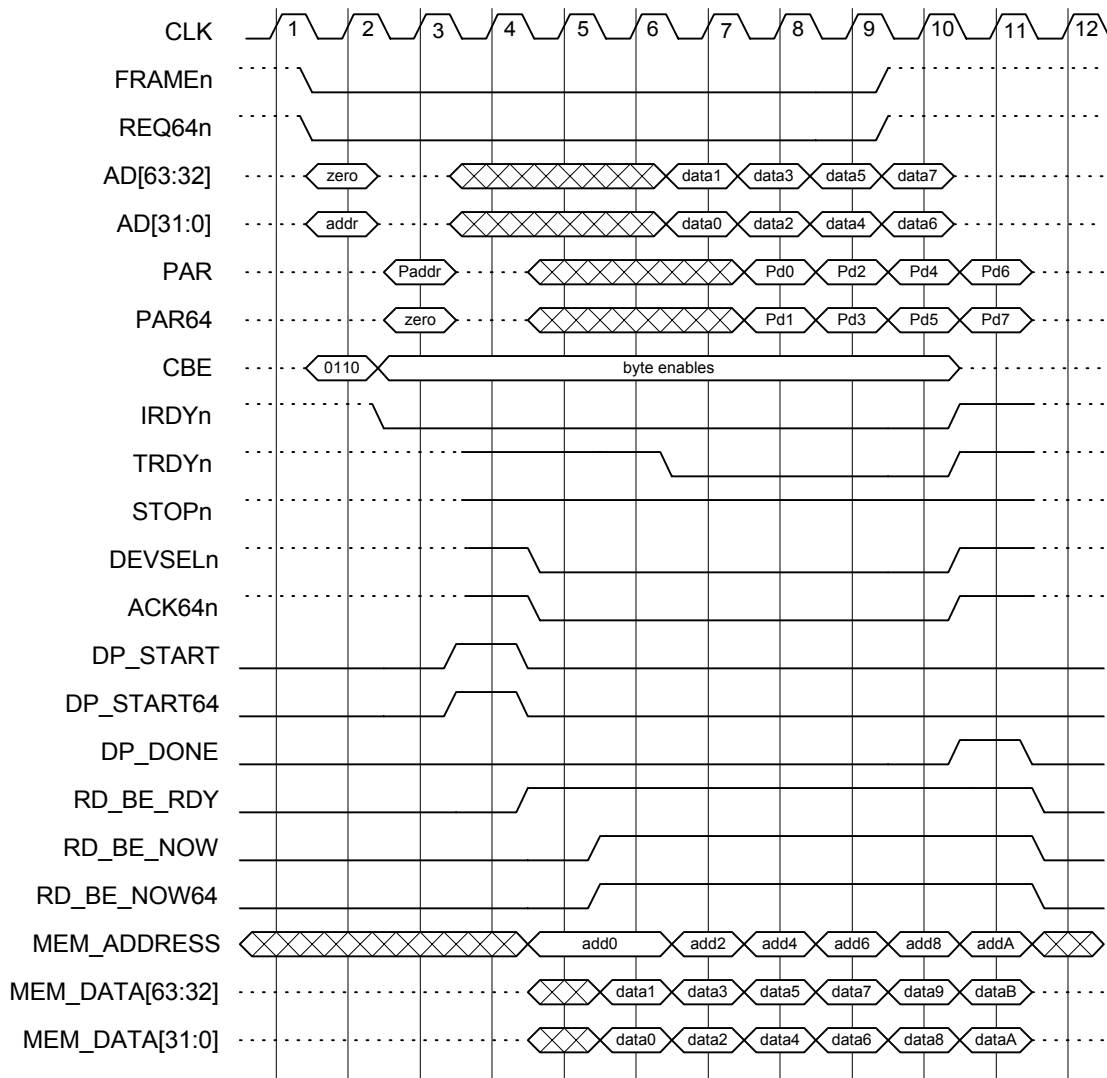 CLK 1 2 3 4 5 6 7 8 9 10 11 12
FRAMEn
REQ64n
AD[63:32] zero data1 data3 data5 data7
AD[31:0] addr data0 data2 data4 data6
PAR Paddr Pd0 Pd2 Pd4 Pd6
PAR64 zero Pd1 Pd3 Pd5 Pd7
CBE 0110 byte enables
IRDYn
TRDYn
STOPn
DEVSELn
ACK64n
DP_START
DP_START64
DP_DONE
RD_BE_RDY
RD_BE_NOW
RD_BE_NOW64
MEM_ADDRESS add0 add2 add4 add6 add8 addA
MEM_DATA[63:32] data1 data3 data5 data7 data9 dataB
MEM_DATA[31:0] data0 data2 data4 data6 data8 dataA